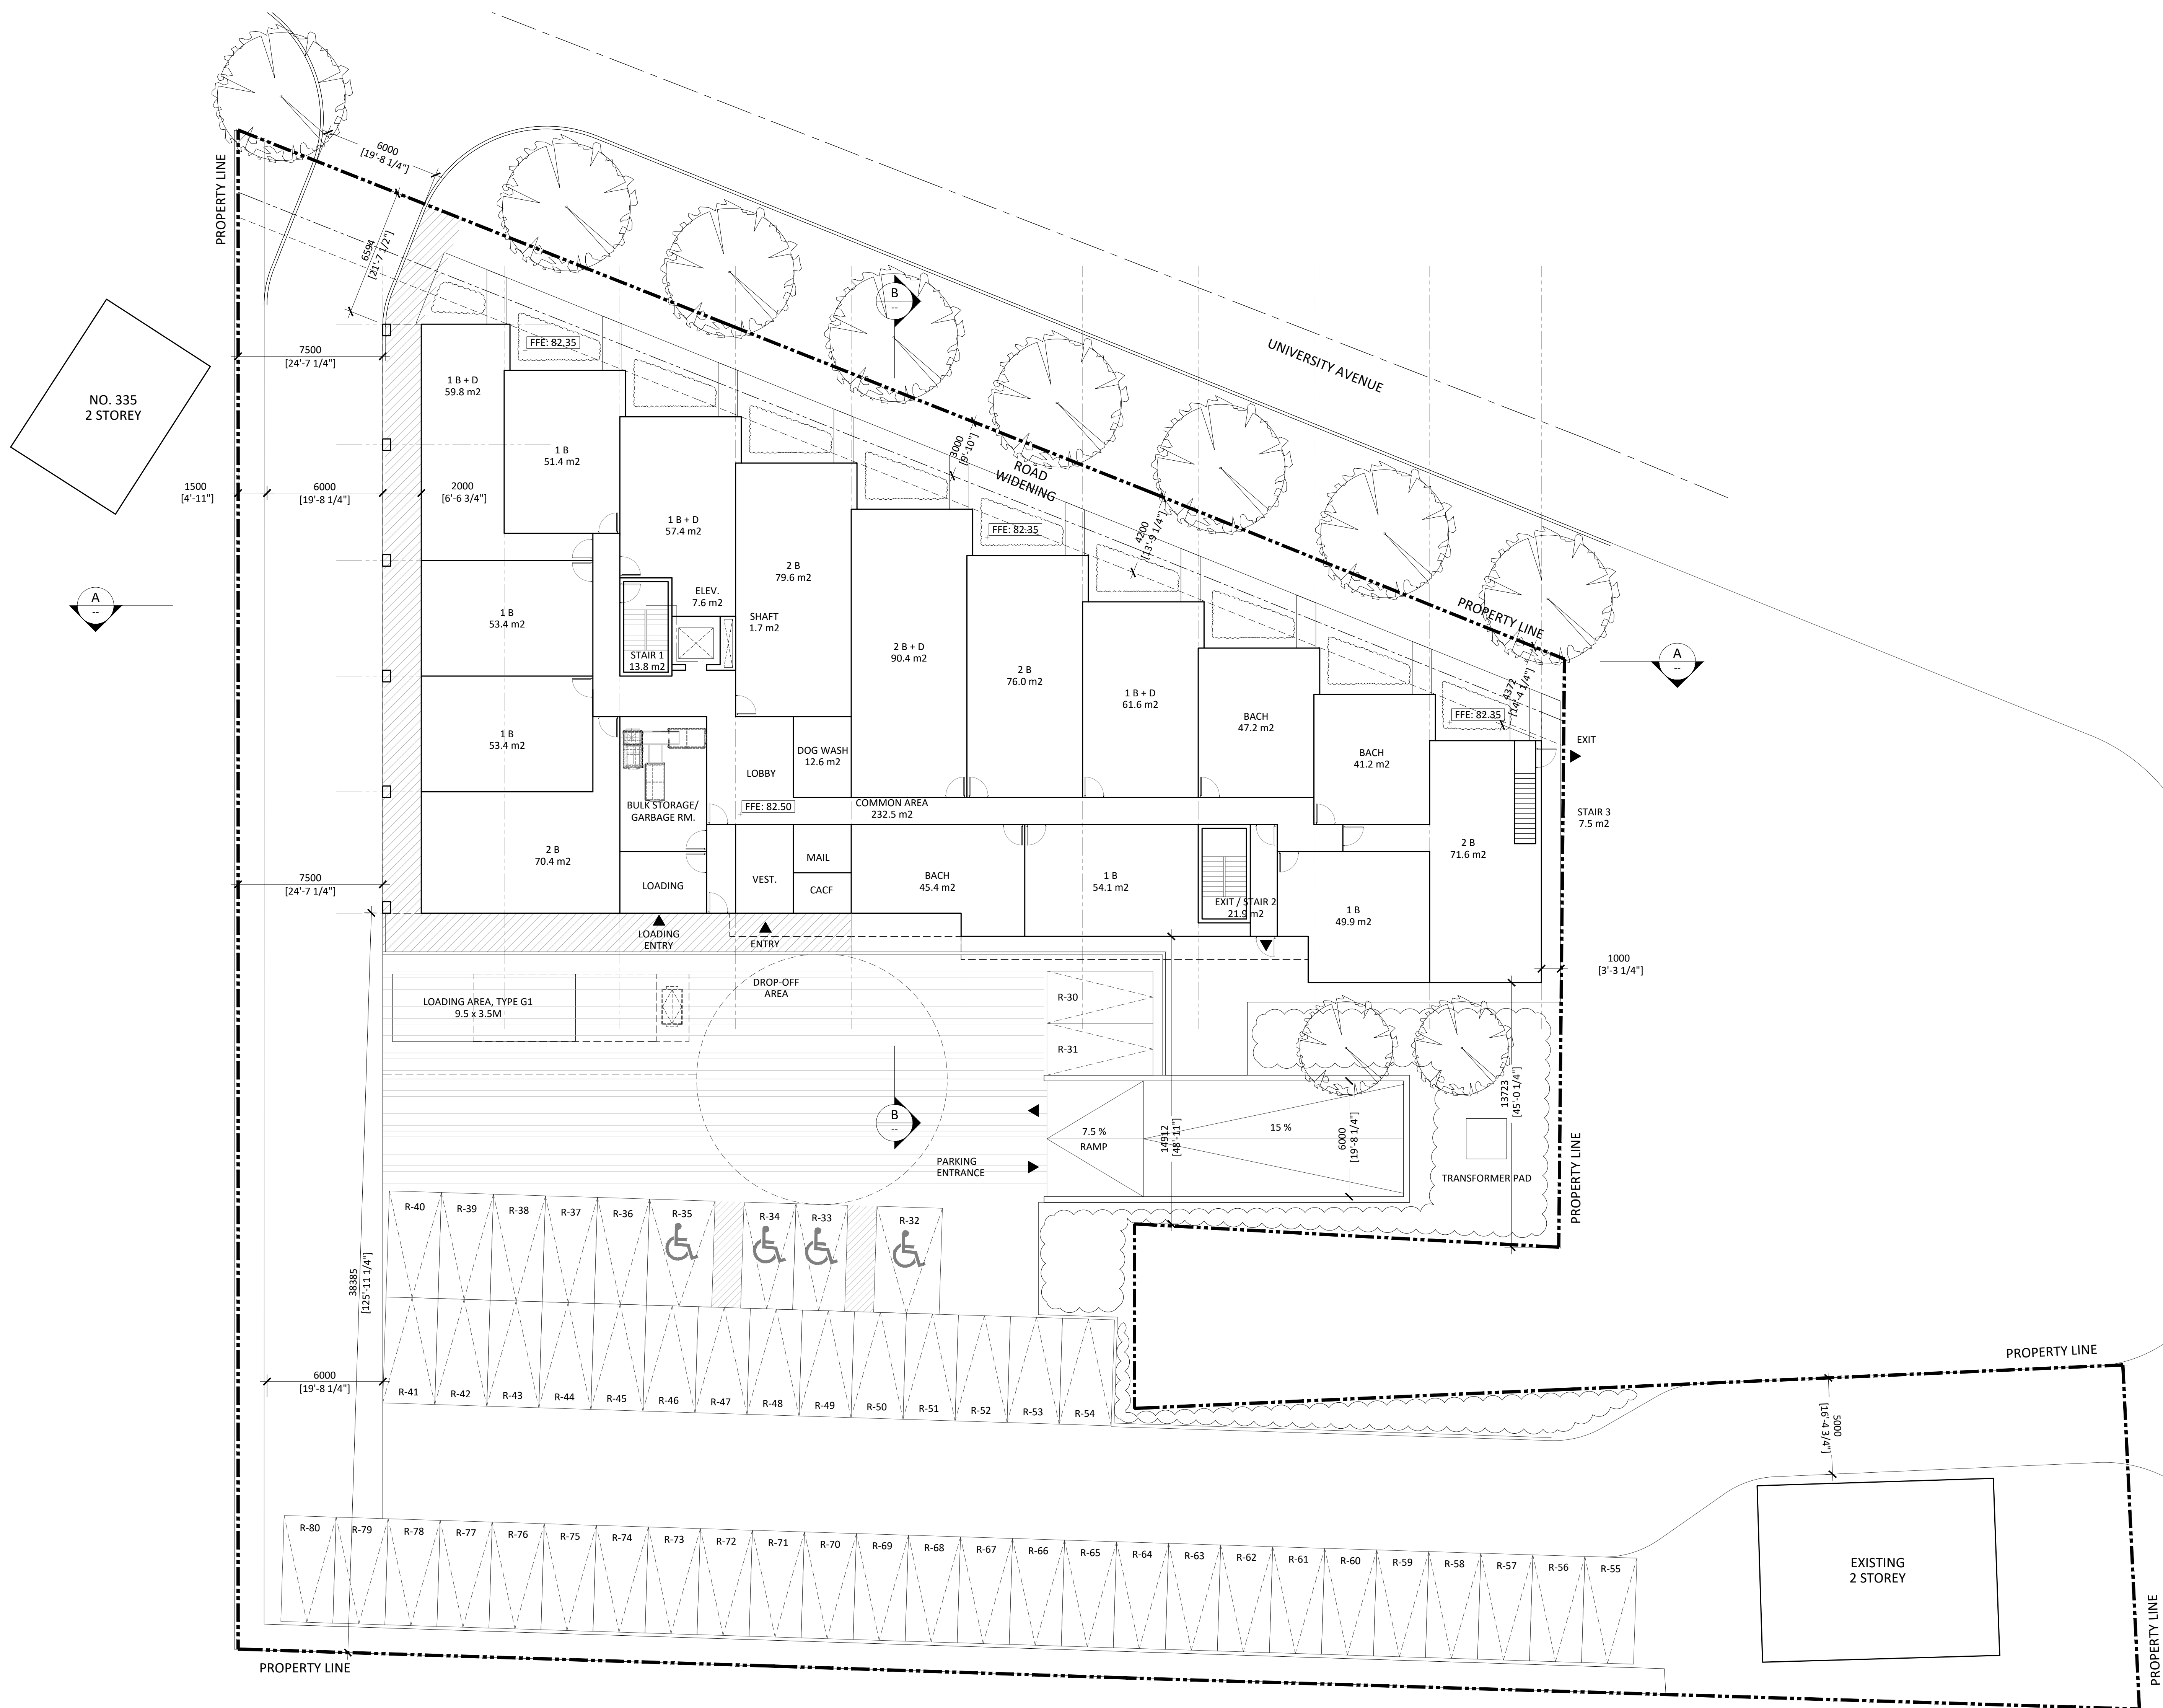 6000
[19'-8 1/4"]
PROPERTY LINE
6594
[21'-7 1/2"]
B
--
UNIVERSITY AVENUE
FFE: 82.35
7500
[24'-7 1/4"]
NO. 335
2 STOREY
1 B + D
59.8 m2
1 B
51.4 m2
3000
[9'-10"]
ROAD
WIDENING
1500
[4'-11"]
6000
[19'-8 1/4"]
2000
[6'-6 3/4"]
1 B + D
57.4 m2
FFE: 82.35
4200
[13'-9 1/4"]
2 B
79.6 m2
A
--
ELEV.
7.6 m2
SHAFT
1.7 m2
1 B
53.4 m2
PROPERTY LINE
STAIR 1
13.8 m2
2 B + D
90.4 m2
A
--
2 B
76.0 m2
1 B + D
61.6 m2
4372
[14'-4 1/4"]
BACH
47.2 m2
FFE: 82.35
1 B
53.4 m2
EXIT
DOG WASH
12.6 m2
BACH
41.2 m2
LOBBY
BULK STORAGE/
GARBAGE RM.
FFE: 82.50
COMMON AREA
232.5 m2
STAIR 3
7.5 m2
2 B
70.4 m2
2 B
71.6 m2
MAIL
7500
[24'-7 1/4"]
LOADING
VEST.
CACF
BACH
45.4 m2
1 B
54.1 m2
EXIT / STAIR 2
21.9 m2
1 B
49.9 m2
LOADING
ENTRY
ENTRY
1000
[3'-3 1/4"]
DROP-OFF
AREA
LOADING AREA, TYPE G1
9.5 x 3.5M
R-30
R-31
13723
[45'-0 1/4"]
B
--
7.5 %
RAMP
15 %
14912
[48'-11"]
6000
[19'-8 1/4"]
PARKING
ENTRANCE
TRANSFORMER PAD
PROPERTY LINE
R-40
R-39
R-38
R-37
R-36
R-35
R-34
R-33
R-32
38385
[125'-11 1/4"]
6000
[19'-8 1/4"]
R-41
R-42
R-43
R-44
R-45
R-46
R-47
R-48
R-49
R-50
R-51
R-52
R-53
R-54
PROPERTY LINE
5000
[16'-4 3/4"]
R-80
R-79
R-78
R-77
R-76
R-75
R-74
R-73
R-72
R-71
R-70
R-69
R-68
R-67
R-66
R-65
R-64
R-63
R-62
R-61
R-60
R-59
R-58
R-57
R-56
R-55
EXISTING
2 STOREY
PROPERTY LINE
PROPERTY LINE